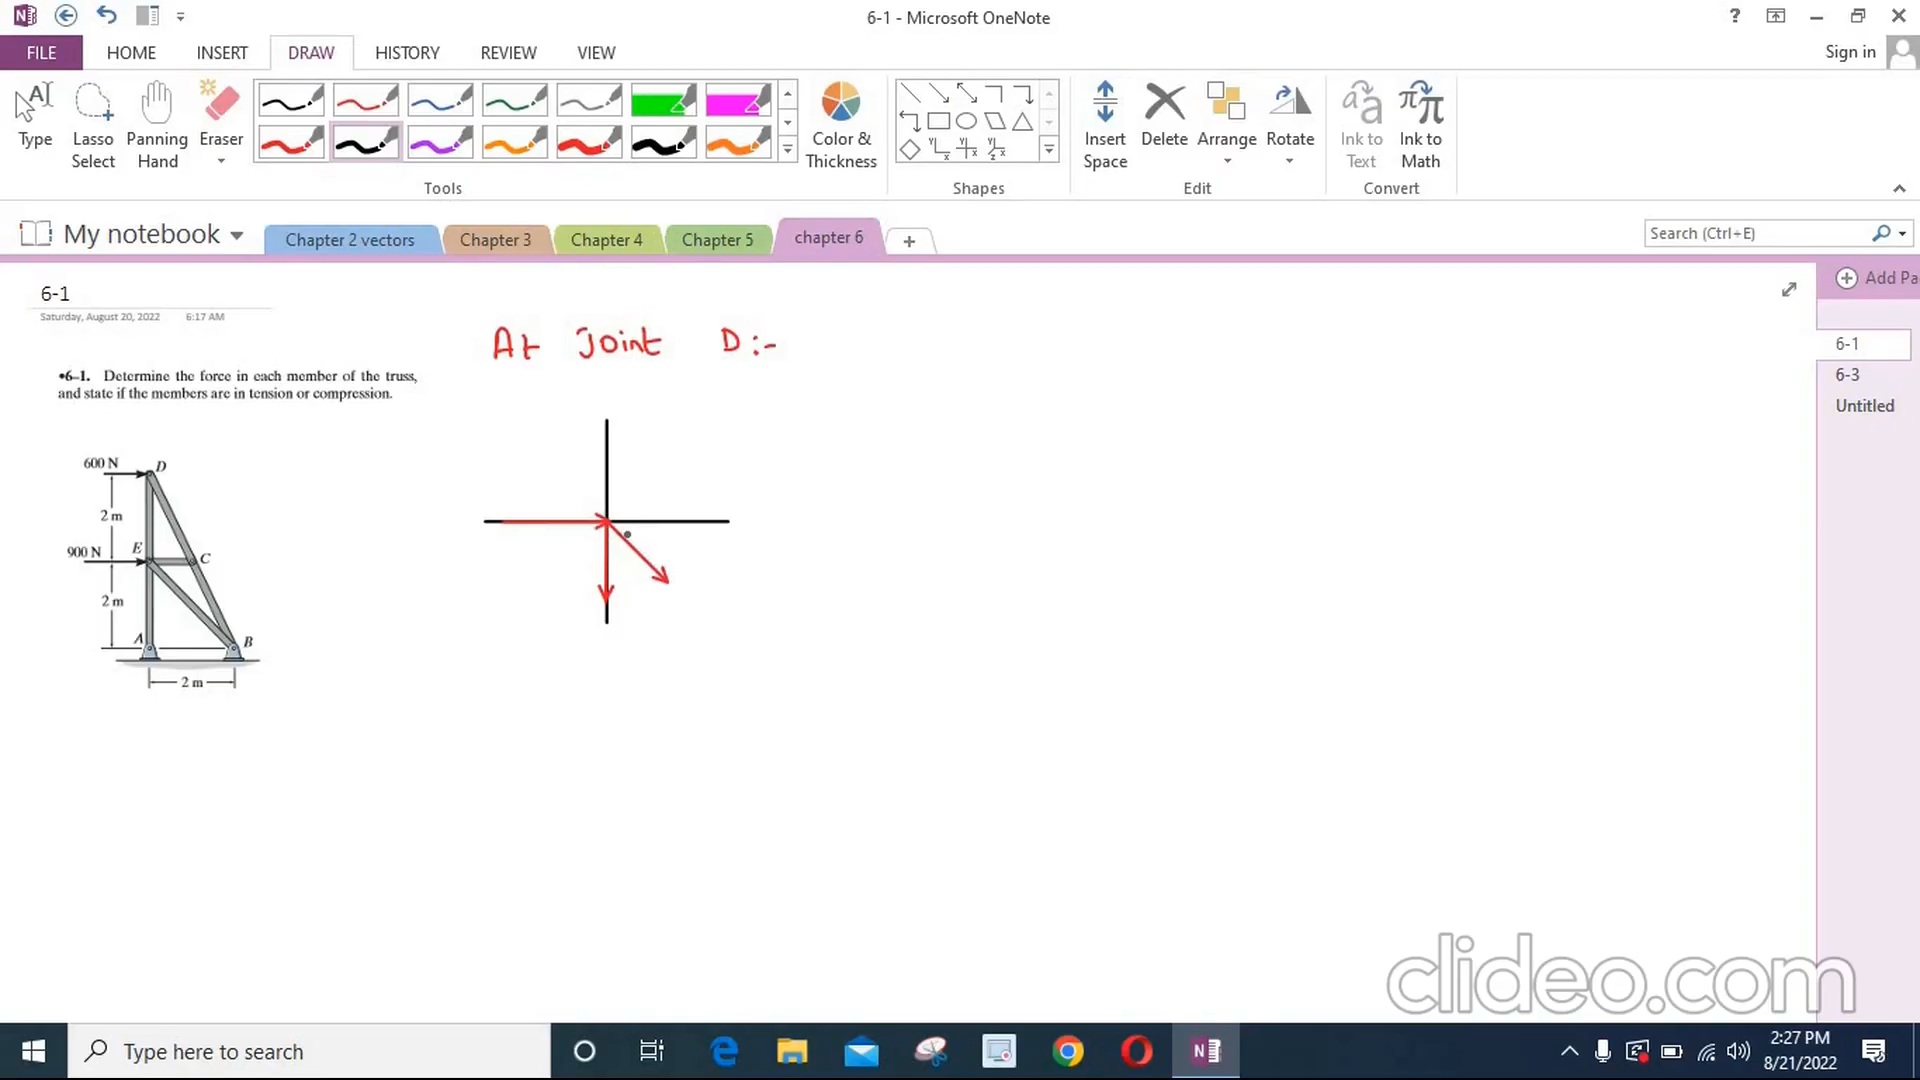 6-1 - Microsoft OneNote
?
FILE
HOME
INSERT
DRAW
HISTORY
REVIEW
VIEW
Sign in
Type
Lasso
Select
Panning
Hand
Eraser
Color &
Thickness
Insert
Space
Delete
Arrange
Rotate
Ink to
Text
Ink to
Math
Tools
Shapes
Edit
Convert
My notebook
Chapter 2 vectors
Chapter 3
Chapter 4
Chapter 5
chapter 6
Search (Ctrl+E)
Add Pa
6-1
6-3
Untitled
6-1
Saturday, August 20, 2022 6:17 AM
At Joint D:-
•6–1. Determine the force in each member of the truss,
and state if the members are in tension or compression.
600 N
D
2 m
E
900 N
C
2 m
A
B
2 m
clideo.com
Type here to search
2:27 PM
8/21/2022